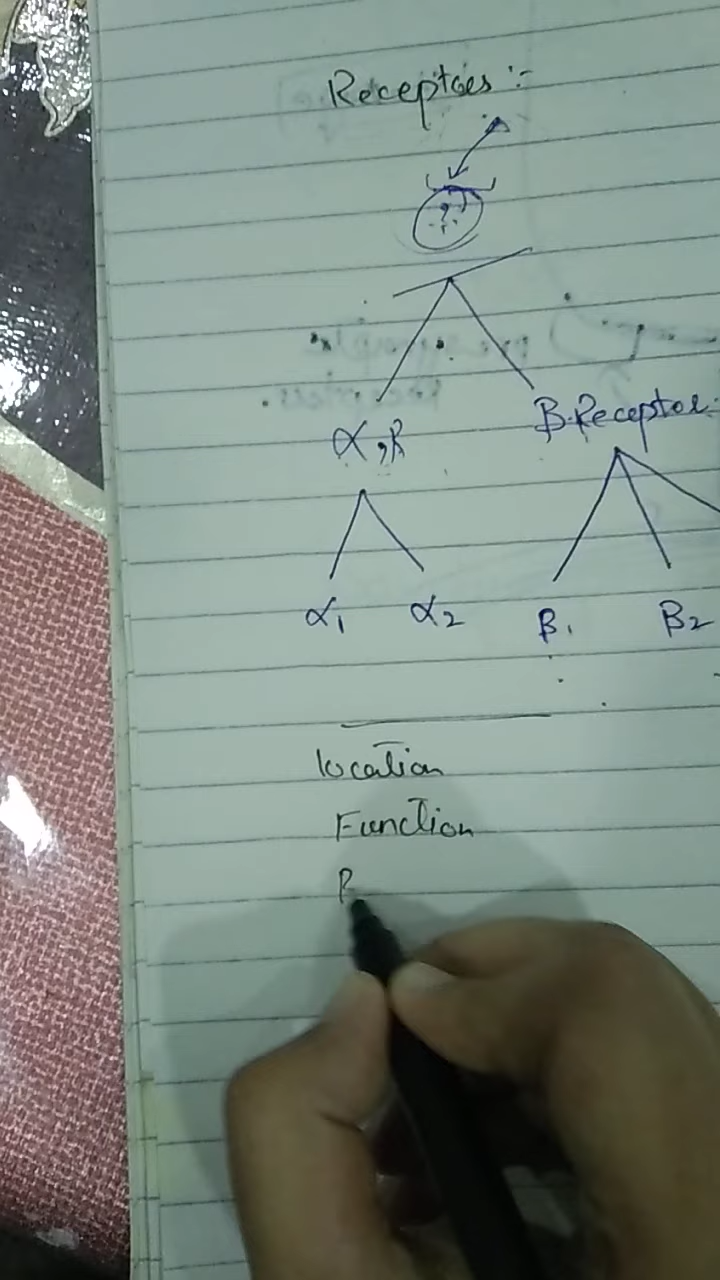 Receptors :-
α, R
β. Receptor.
α1 α2 β1 β2
location
Function